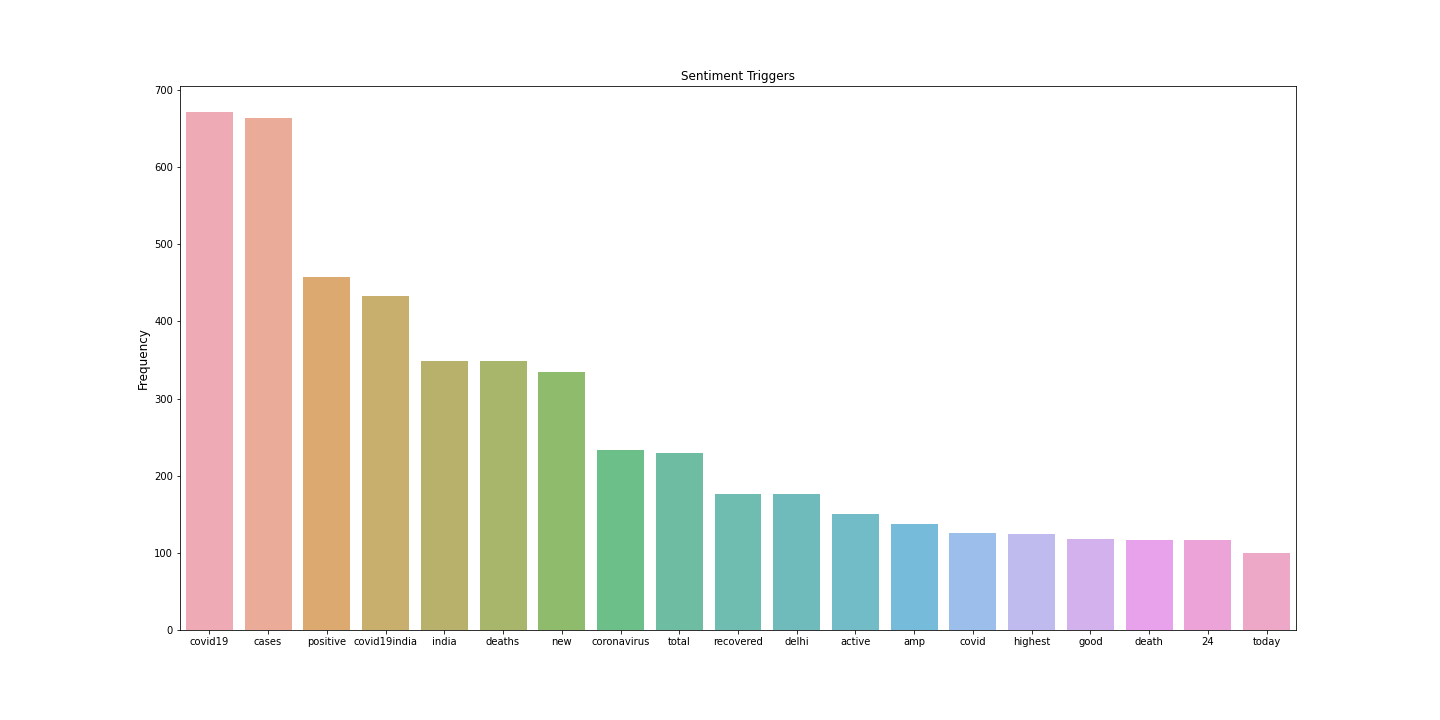 Sentiment Triggers
Frequency
700
600
500
400
300
200
100
0
covid19 cases positive covid19india india deaths new coronavirus total recovered delhi active amp covid highest good death 24 today